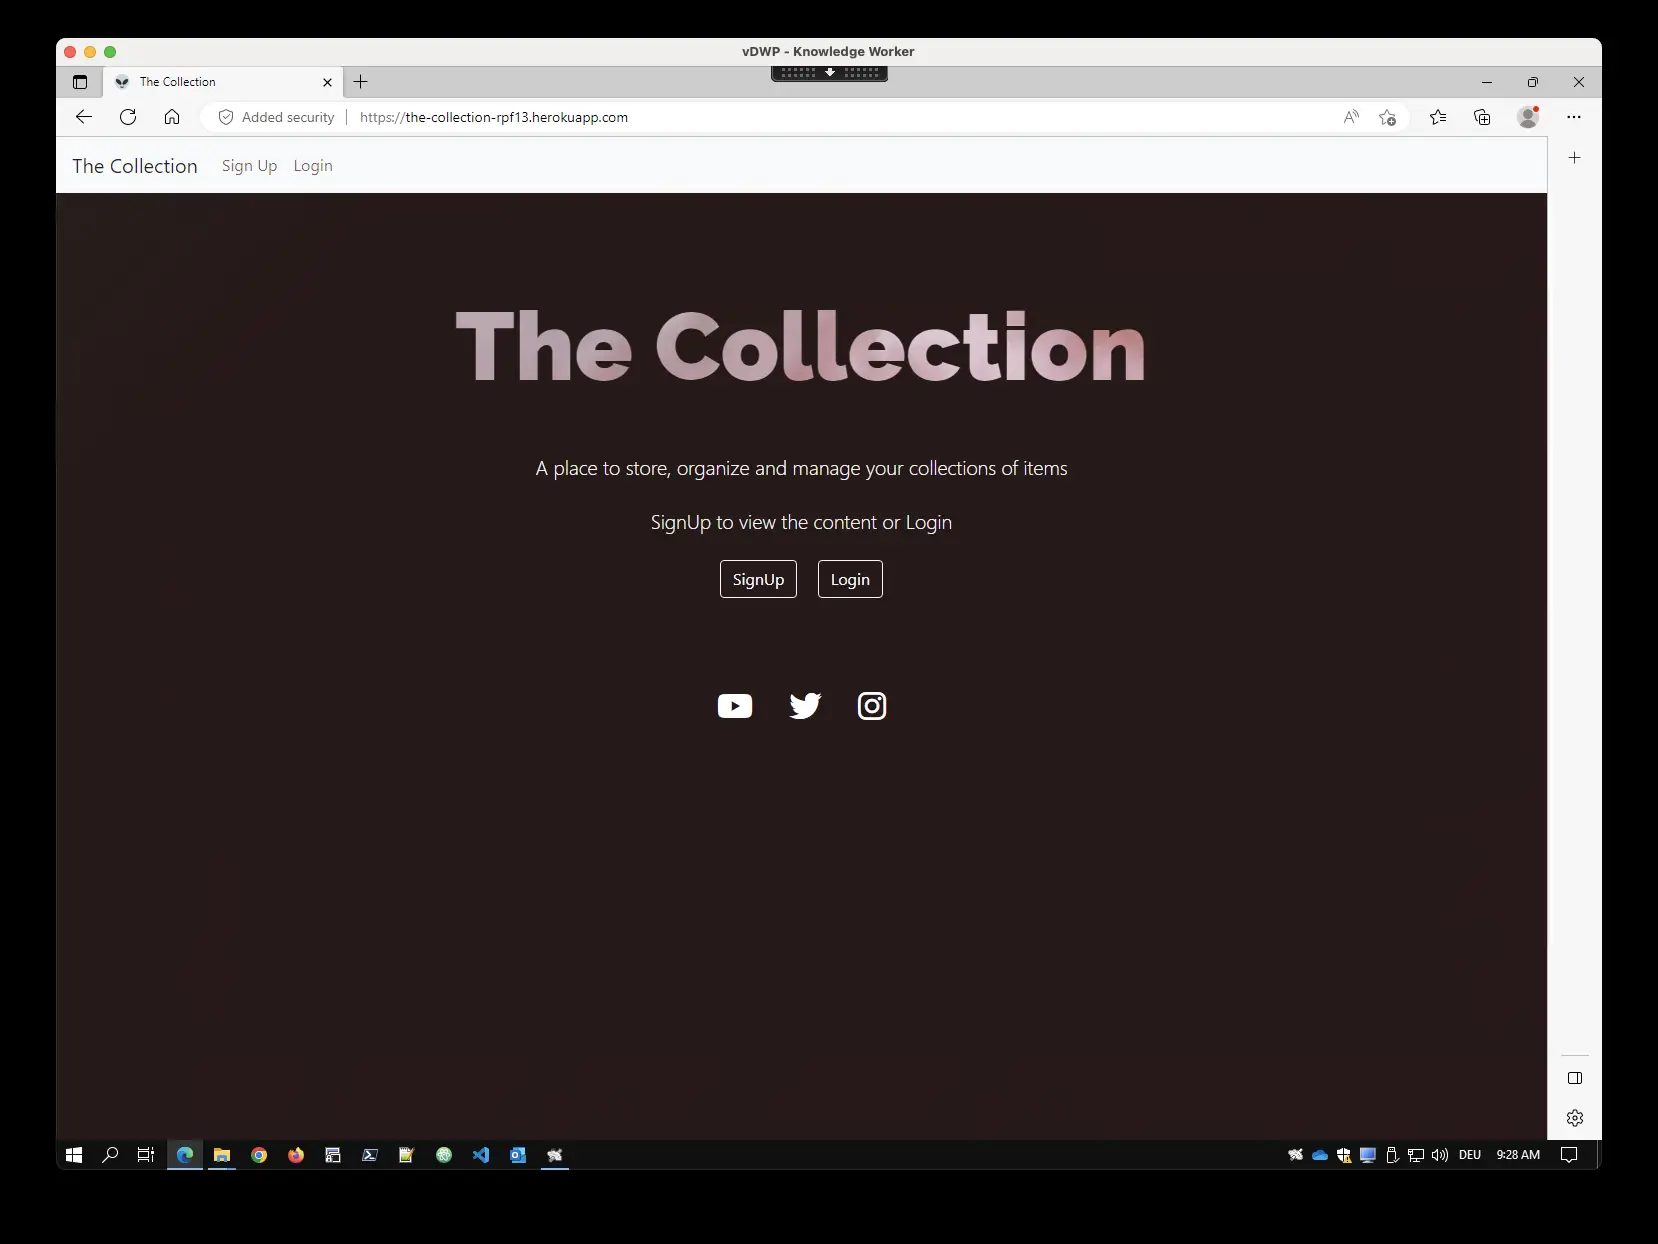 vDWP - Knowledge Worker
The Collection
Added security
https://the-collection-rpf13.herokuapp.com
The Collection
Sign Up
Login
The Collection
A place to store, organize and manage your collections of items
SignUp to view the content or Login
SignUp
Login
DEU
9:28 AM